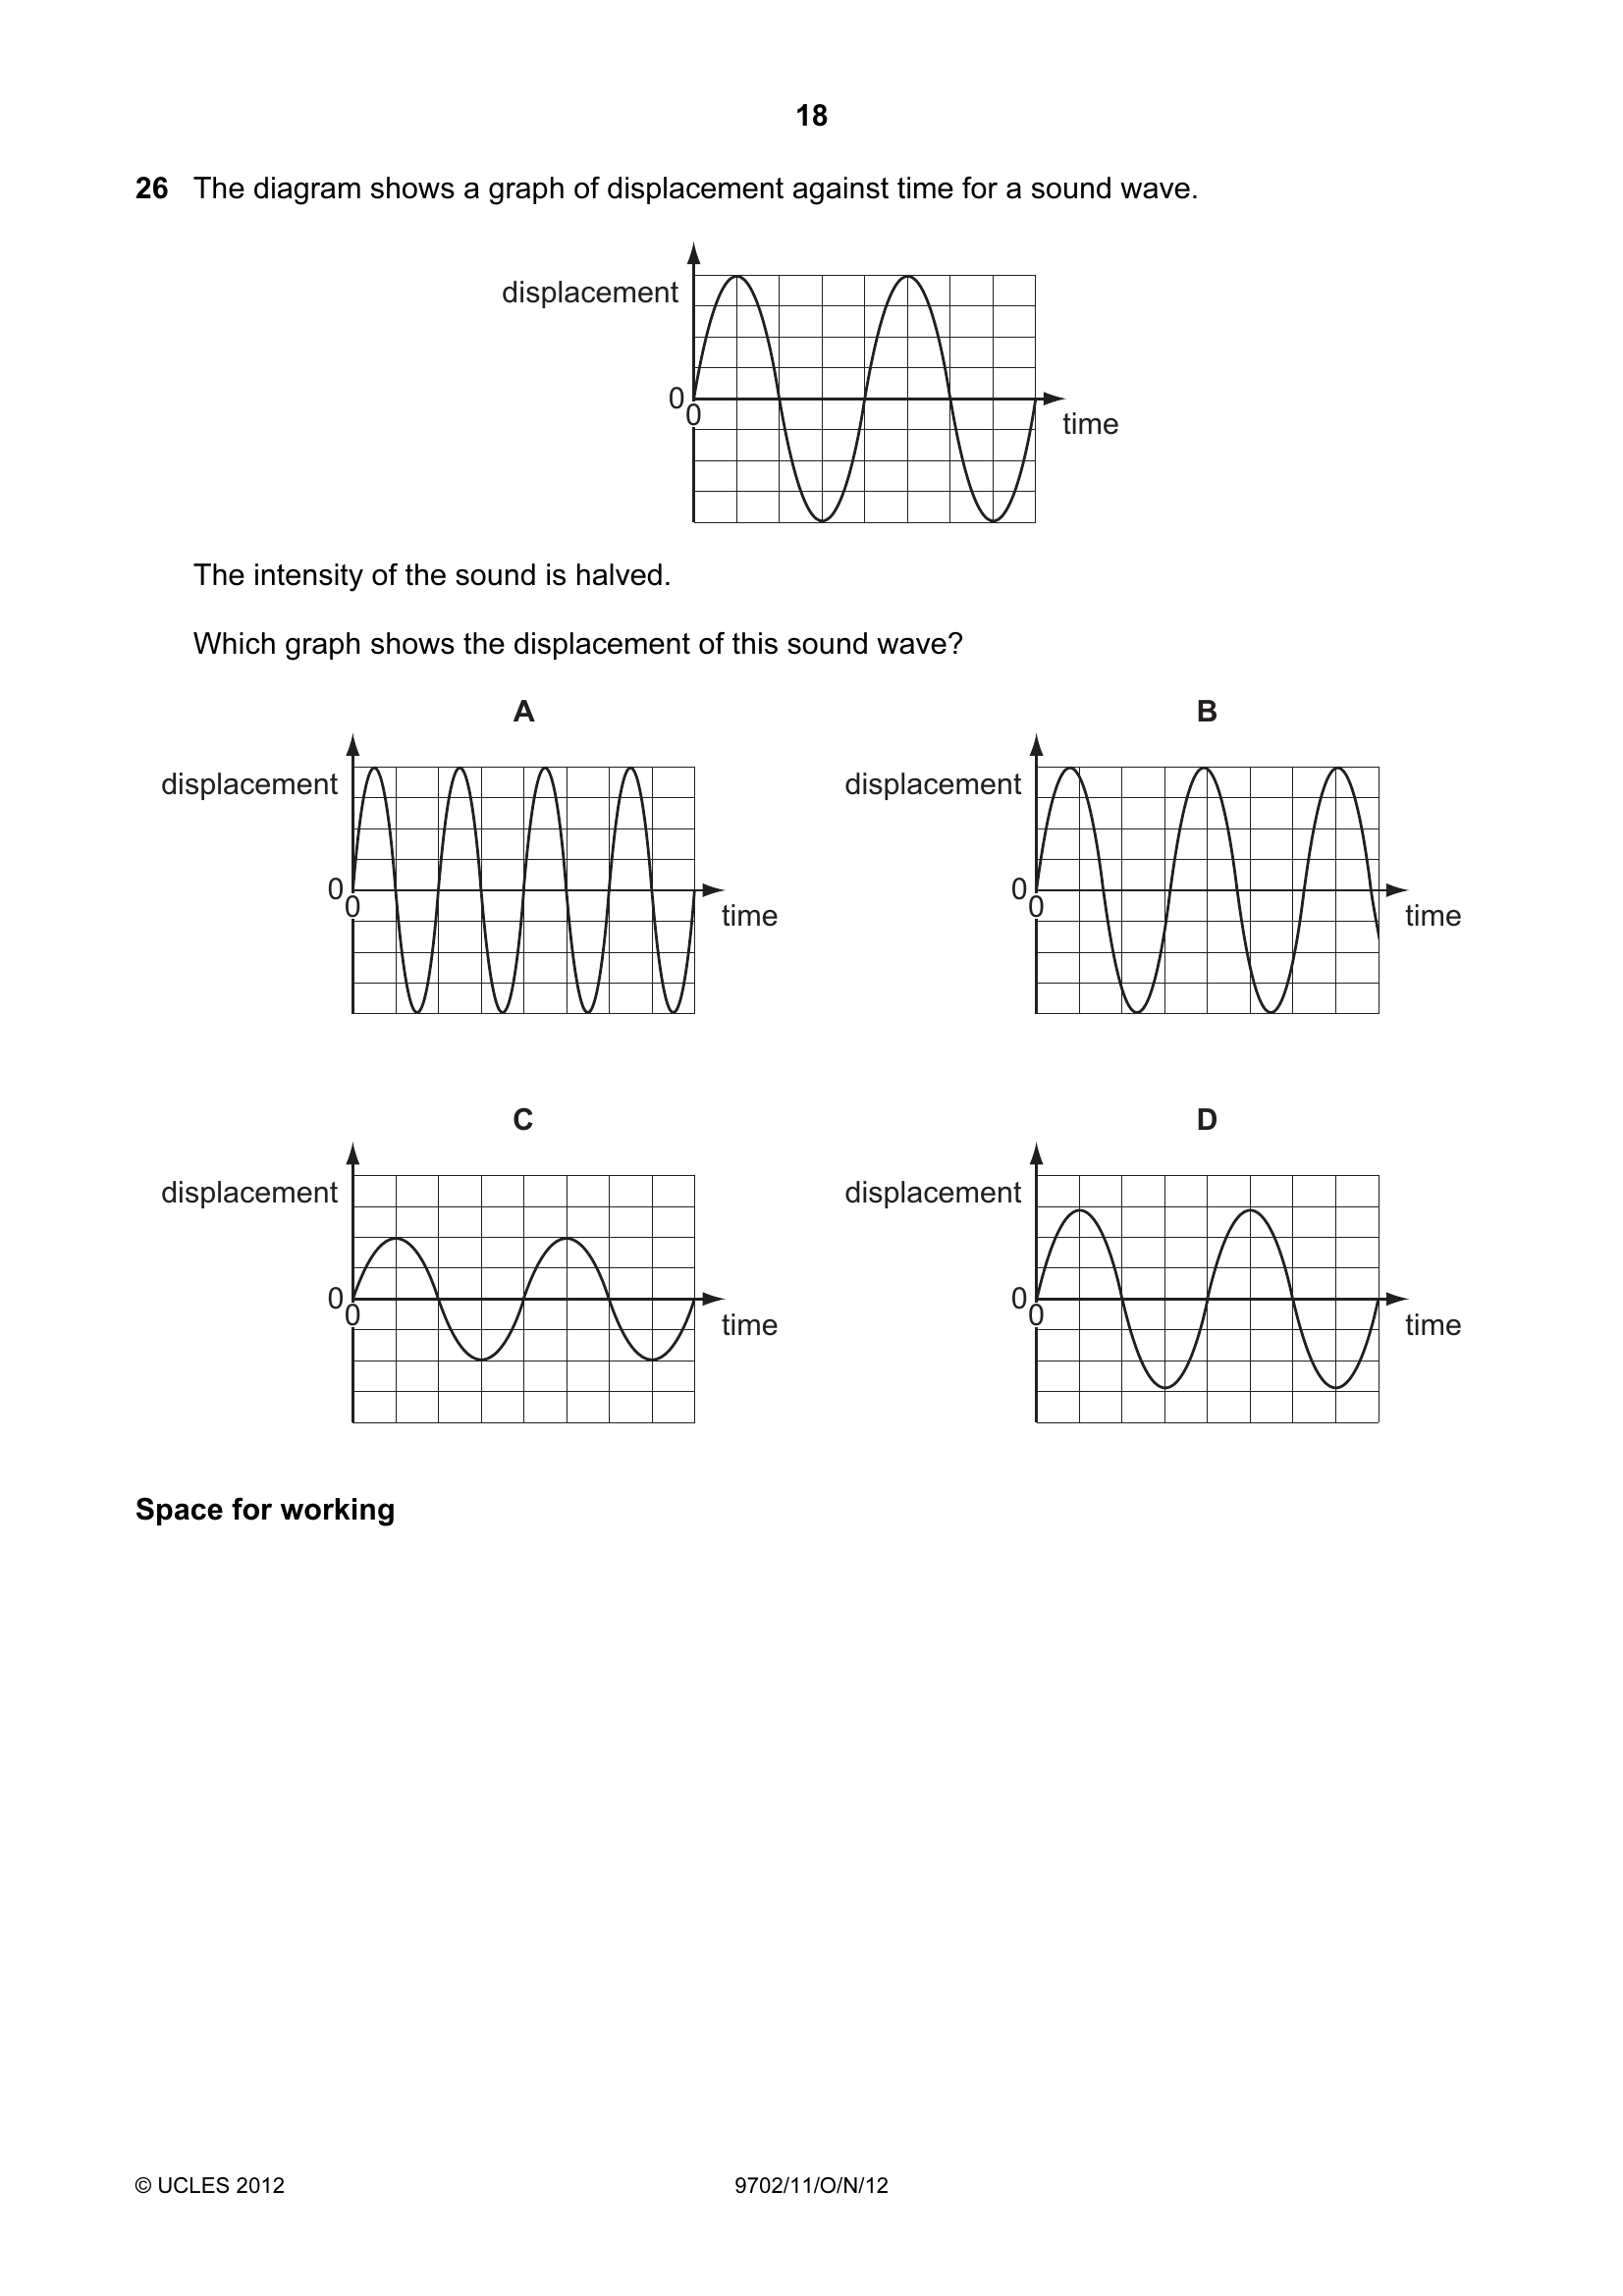 18
26 The diagram shows a graph of displacement against time for a sound wave.
displacement
0
0
time
The intensity of the sound is halved.
Which graph shows the displacement of this sound wave?
A
displacement
0
0
time
B
displacement
0
0
time
C
displacement
0
0
time
D
displacement
0
0
time
Space for working
© UCLES 2012
9702/11/O/N/12